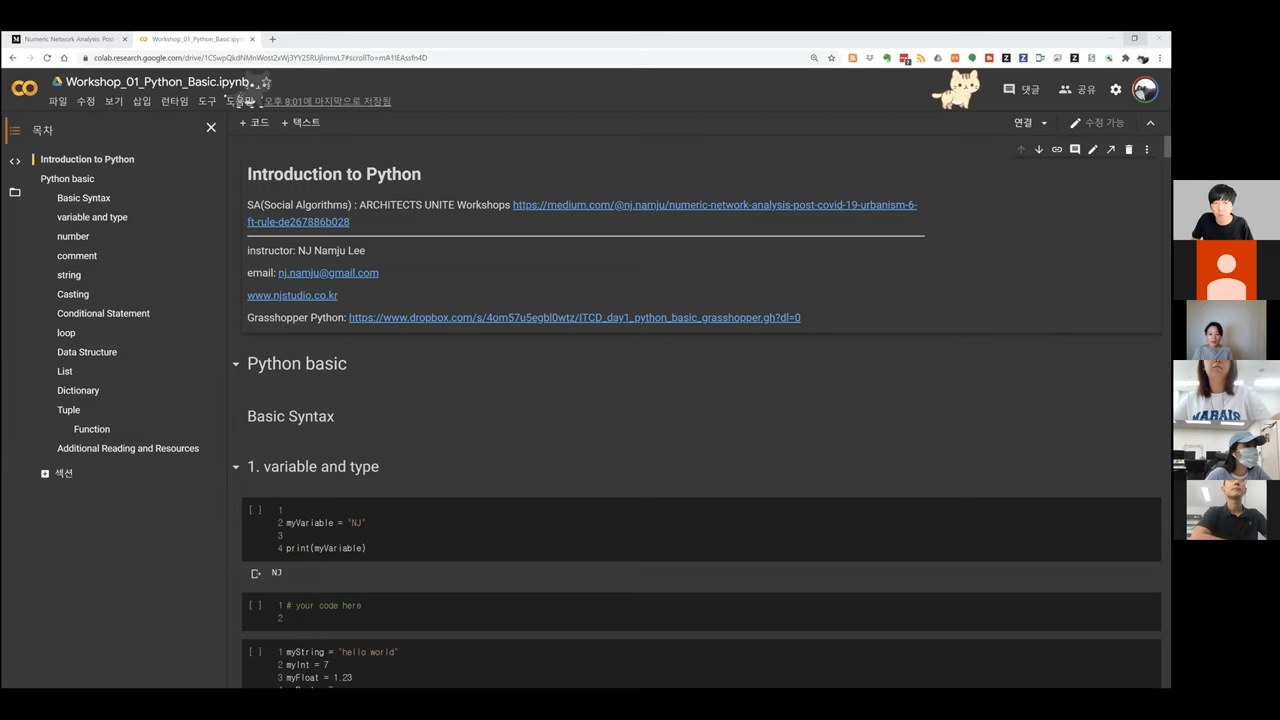 Numeric Network Analysis: Post-
Workshop_01_Python_Basic.ipynb
Workshop_01_Python_Basic.ipynb
파일 수정 보기 삽입 런타임 도구 도움말 오후 8:01에 마지막으로 저장됨
댓글 공유
목차
+ 코드 + 텍스트
연결 수정 가능
Introduction to Python
Python basic
Basic Syntax
variable and type
number
comment
string
Casting
Conditional Statement
loop
Data Structure
List
Dictionary
Tuple
Function
Additional Reading and Resources
섹션
Introduction to Python
SA(Social Algorithms) : ARCHITECTS UNITE Workshops https://medium.com/@nj.namju/numeric-network-analysis-post-covid-19-urbanism-6-
ft-rule-de267886b028
instructor: NJ Namju Lee
email: nj.namju@gmail.com
www.njstudio.co.kr
Grasshopper Python: https://www.dropbox.com/s/4om57u5egbl0wtz/ITCD_day1_python_basic_grasshopper.gh?dl=0
Python basic
Basic Syntax
1. variable and type
[ ] 1
2 myVariable = "NJ"
3
4 print(myVariable)
NJ
[ ] 1 # your code here
2
[ ] 1 myString = "hello world"
2 myInt = 7
3 myFloat = 1.23
MARAIS